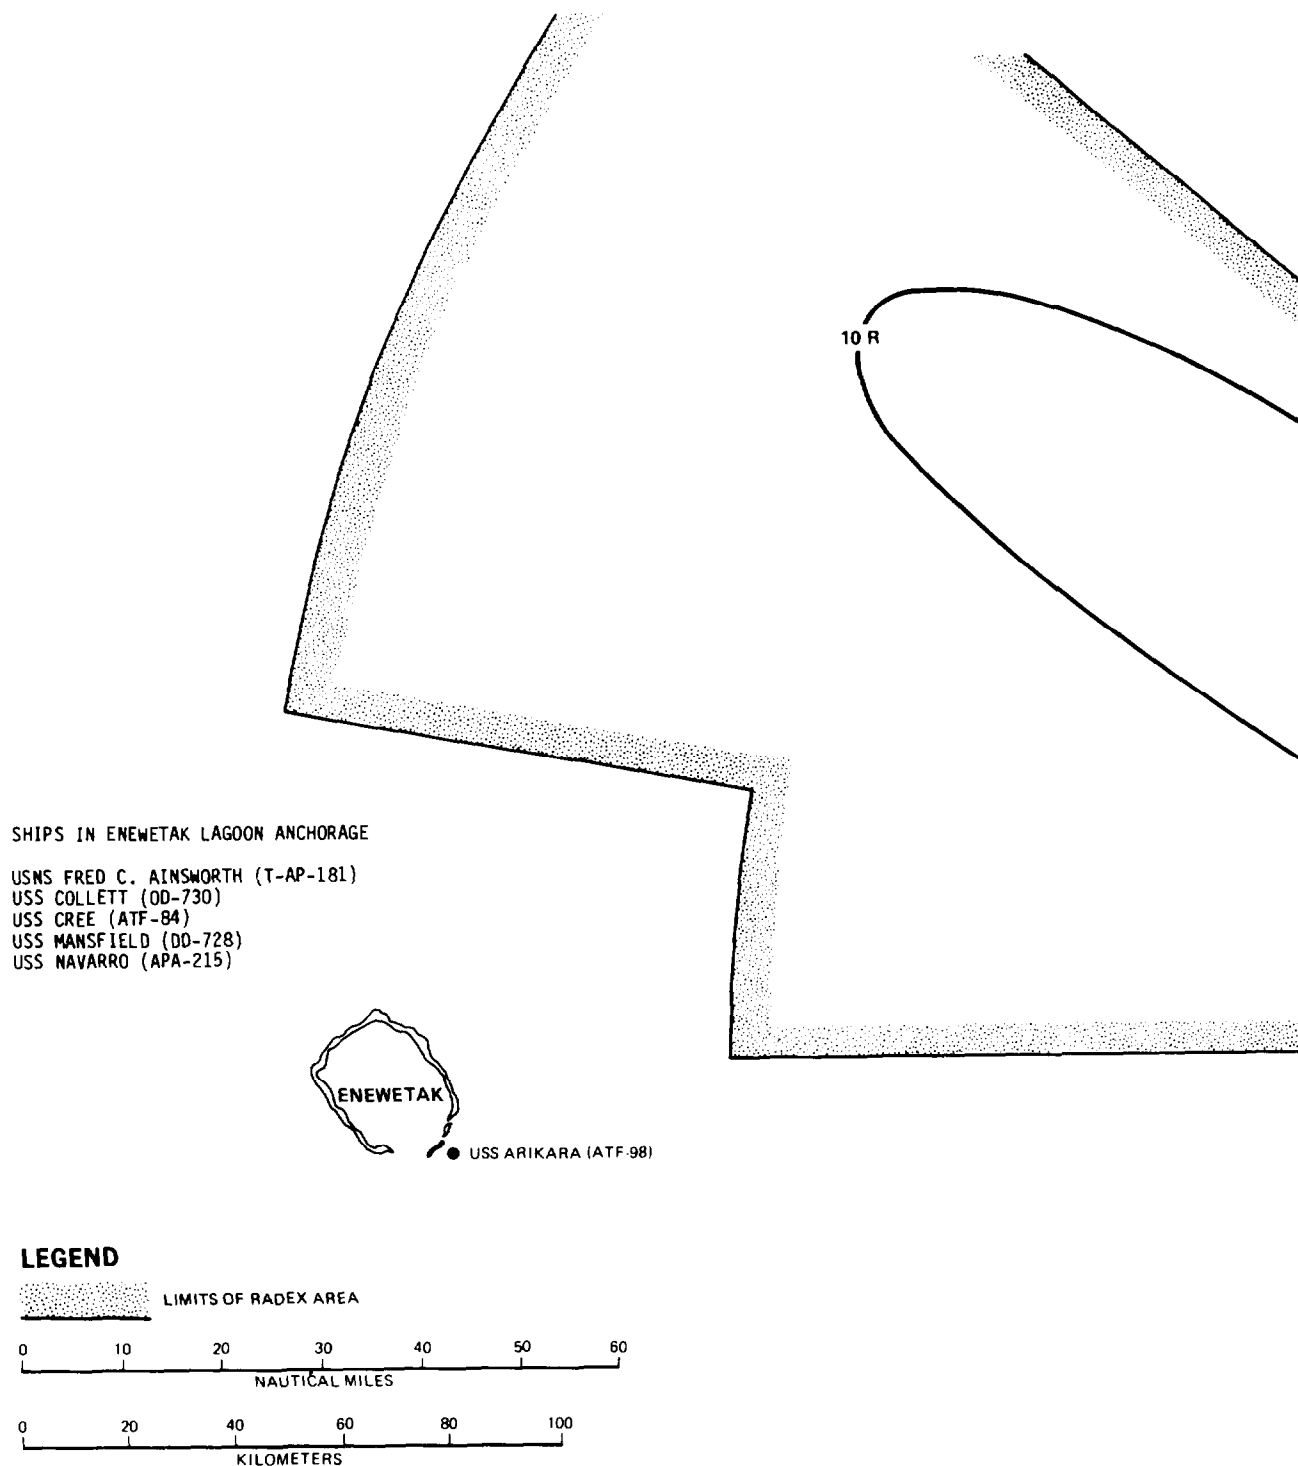 10 R
SHIPS IN ENEWETAK LAGOON ANCHORAGE
USNS FRED C. AINSWORTH (T-AP-181)
USS COLLETT (DD-730)
USS CREE (ATF-84)
USS MANSFIELD (DD-728)
USS NAVARRO (APA-215)
ENEWETAK
USS ARIKARA (ATF-98)
LEGEND
LIMITS OF RADEX AREA
0 10 20 30 40 50 60
NAUTICAL MILES
0 20 40 60 80 100
KILOMETERS